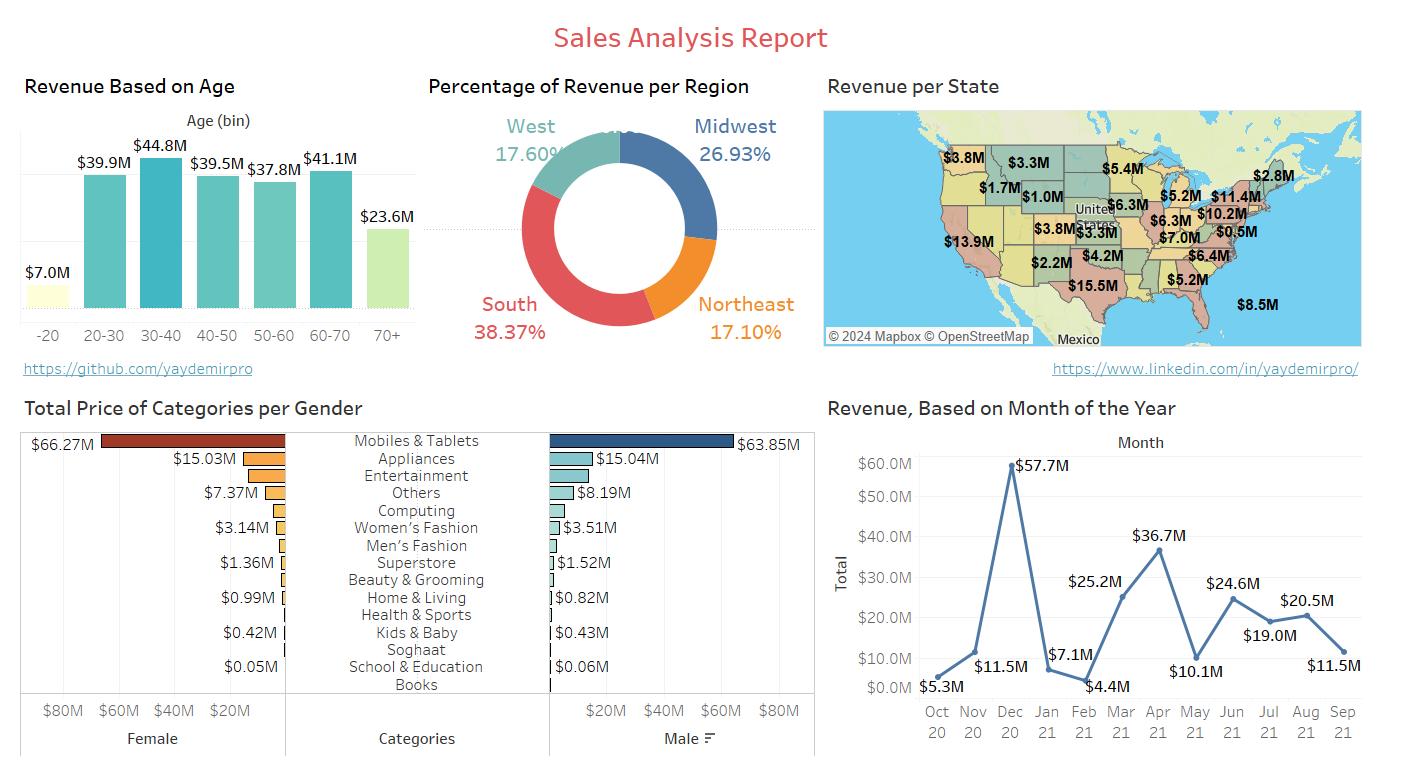 Sales Analysis Report
Revenue Based on Age
Age (bin)
$7.0M
$39.9M
$44.8M
$39.5M
$37.8M
$41.1M
$23.6M
-20 20-30 30-40 40-50 50-60 60-70 70+
https://github.com/yaydemirpro
Percentage of Revenue per Region
West
17.60%
Midwest
26.93%
South
38.37%
Northeast
17.10%
Revenue per State
$3.8M
$3.3M
$5.4M
$2.8M
$1.7M
$1.0M
$5.2M
$11.4M
United
States
$6.3M
$10.2M
$6.3M
$13.9M
$3.8M
$3.3M
$7.0M
$0.5M
$2.2M
$4.2M
$6.4M
$15.5M
$5.2M
$8.5M
Mexico
© 2024 Mapbox © OpenStreetMap
https://www.linkedin.com/in/yaydemirpro/
Total Price of Categories per Gender
$66.27M Mobiles & Tablets $63.85M
$15.03M Appliances $15.04M
Entertainment
$7.37M Others $8.19M
Computing
$3.14M Women's Fashion $3.51M
Men's Fashion
$1.36M Superstore $1.52M
Beauty & Grooming
$0.99M Home & Living $0.82M
Health & Sports
$0.42M Kids & Baby $0.43M
Soghaat
$0.05M School & Education $0.06M
Books
$80M $60M $40M $20M $20M $40M $60M $80M
Female Categories Male
Revenue, Based on Month of the Year
Month
Total
$60.0M
$50.0M
$40.0M
$30.0M
$20.0M
$10.0M
$0.0M
$5.3M
$11.5M
$57.7M
$7.1M
$4.4M
$25.2M
$36.7M
$10.1M
$24.6M
$19.0M
$20.5M
$11.5M
Oct Nov Dec Jan Feb Mar Apr May Jun Jul Aug Sep
20 20 20 21 21 21 21 21 21 21 21 21